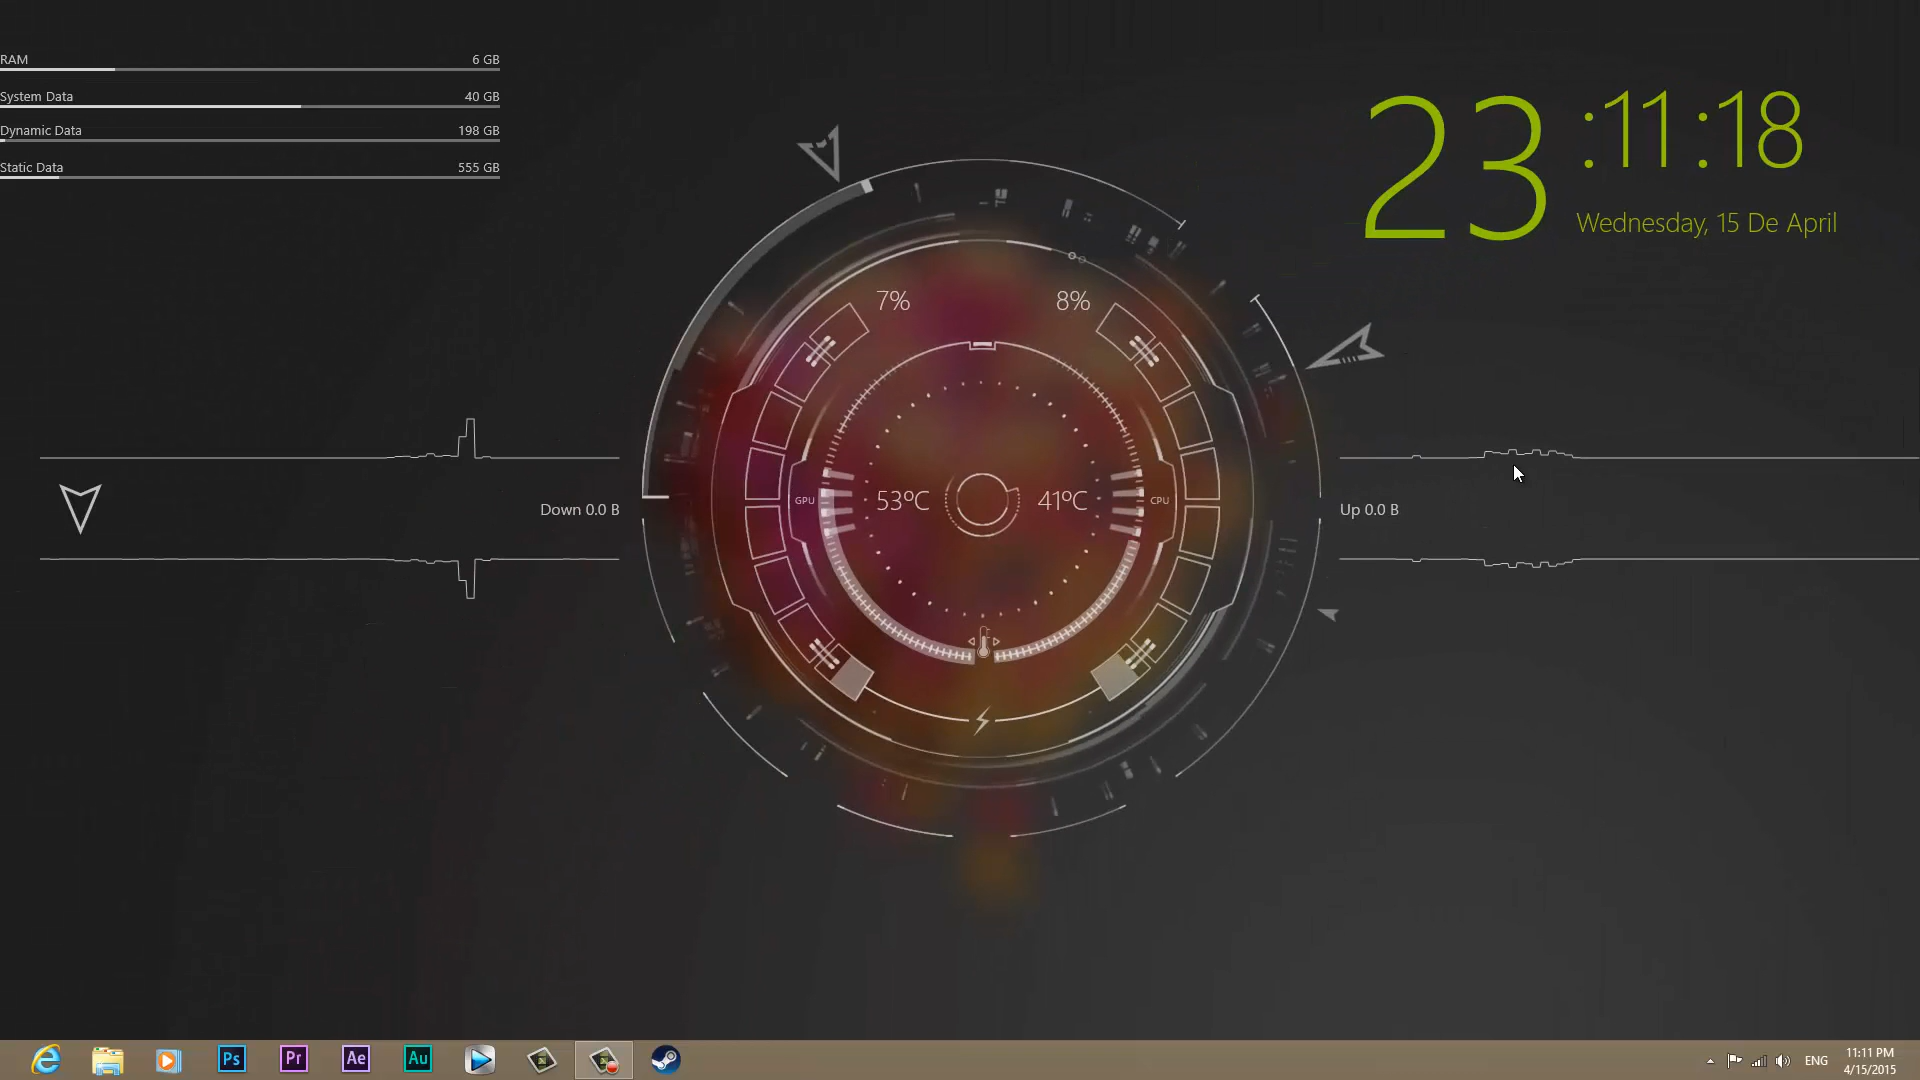 RAM 6 GB
System Data 40 GB
Dynamic Data 198 GB
Static Data 555 GB
23 :11 :18
Wednesday, 15 De April
7% 8%
GPU 53ºC 41ºC CPU
Down 0.0 B
Up 0.0 B
Ps Pr Ae Au
ENG
11:11 PM
4/15/2015